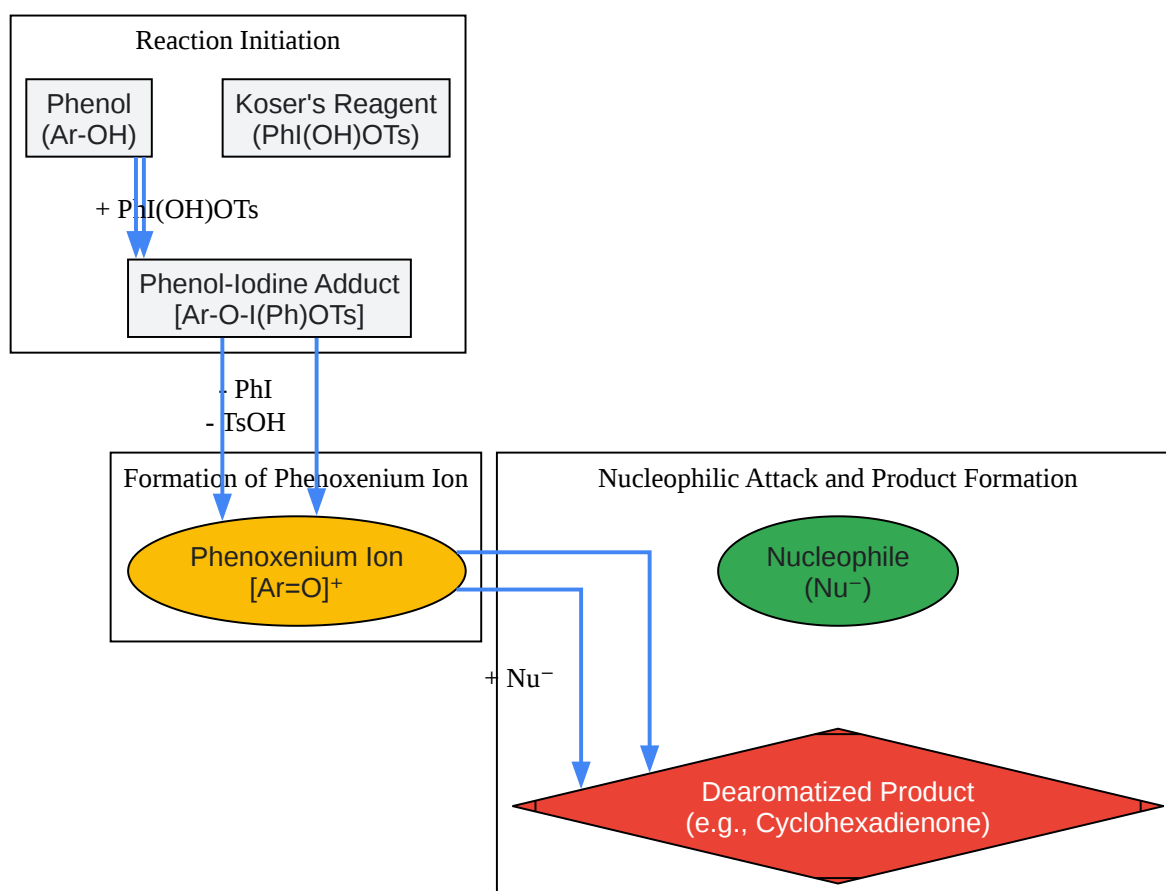 Reaction Initiation
Phenol
(Ar-OH)
Koser's Reagent
(PhI(OH)OTs)
+ PhI(OH)OTs
Phenol-Iodine Adduct
[Ar-O-I(Ph)OTs]
- PhI
- TsOH
Formation of Phenoxenium Ion
Phenoxenium Ion
[Ar=O]⁺
Nucleophilic Attack and Product Formation
Nucleophile
(Nu⁻)
+ Nu⁻
Dearomatized Product
(e.g., Cyclohexadienone)